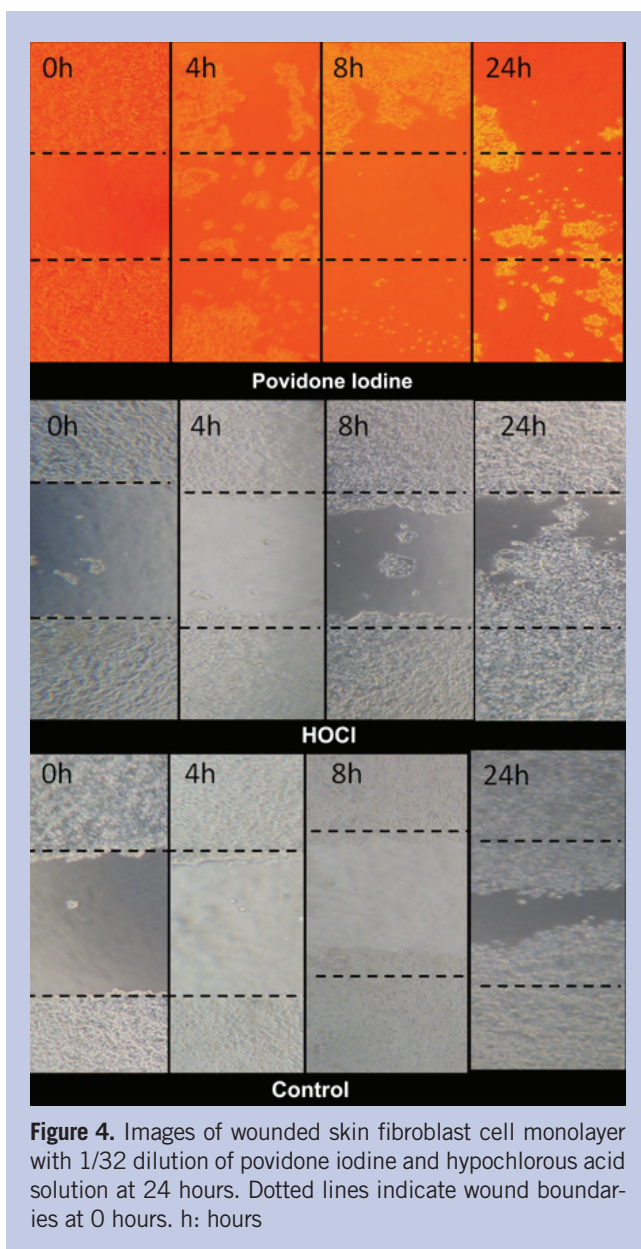 0h 4h 8h 24h
Povidone Iodine
0h 4h 8h 24h
HOCl
0h 4h 8h 24h
Control
Figure 4. Images of wounded skin fibroblast cell monolayer
with 1/32 dilution of povidone iodine and hypochlorous acid
solution at 24 hours. Dotted lines indicate wound boundar-
ies at 0 hours. h: hours